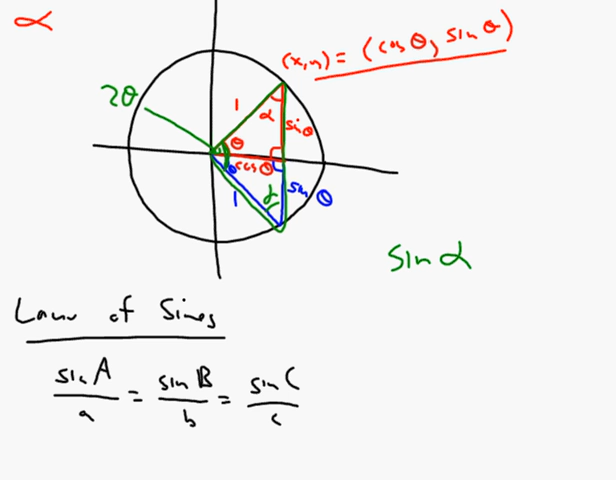 α
(x,y) = (cos θ, sin θ)
2θ
1
α
sin θ
θ
cos θ
θ
1
α
sin θ
sin α
Law of Sines
sin A / a = sin B / b = sin C / c